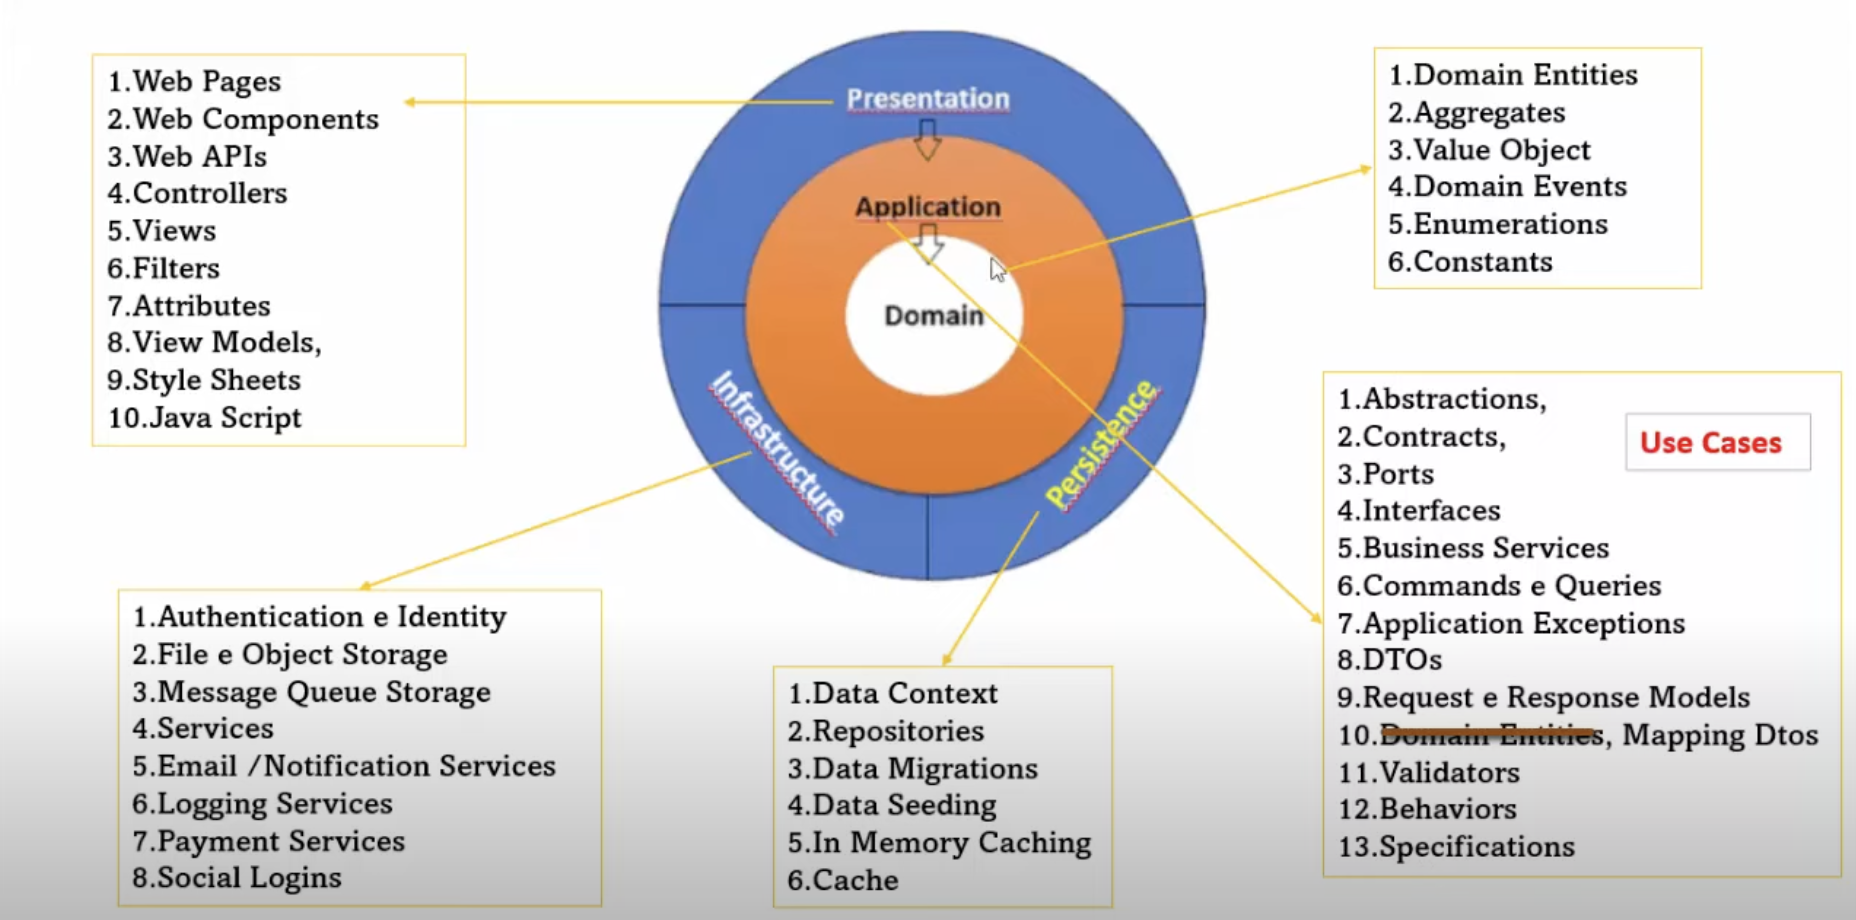 1.Web Pages
2.Web Components
3.Web APIs
4.Controllers
5.Views
6.Filters
7.Attributes
8.View Models,
9.Style Sheets
10.Java Script
Presentation
Application
Domain
Infrastructure
Persistence
1.Domain Entities
2.Aggregates
3.Value Object
4.Domain Events
5.Enumerations
6.Constants
1.Abstractions,
2.Contracts,
3.Ports
4.Interfaces
5.Business Services
6.Commands e Queries
7.Application Exceptions
8.DTOs
9.Request e Response Models
10.Domain Entities, Mapping Dtos
11.Validators
12.Behaviors
13.Specifications
Use Cases
1.Authentication e Identity
2.File e Object Storage
3.Message Queue Storage
4.Services
5.Email /Notification Services
6.Logging Services
7.Payment Services
8.Social Logins
1.Data Context
2.Repositories
3.Data Migrations
4.Data Seeding
5.In Memory Caching
6.Cache